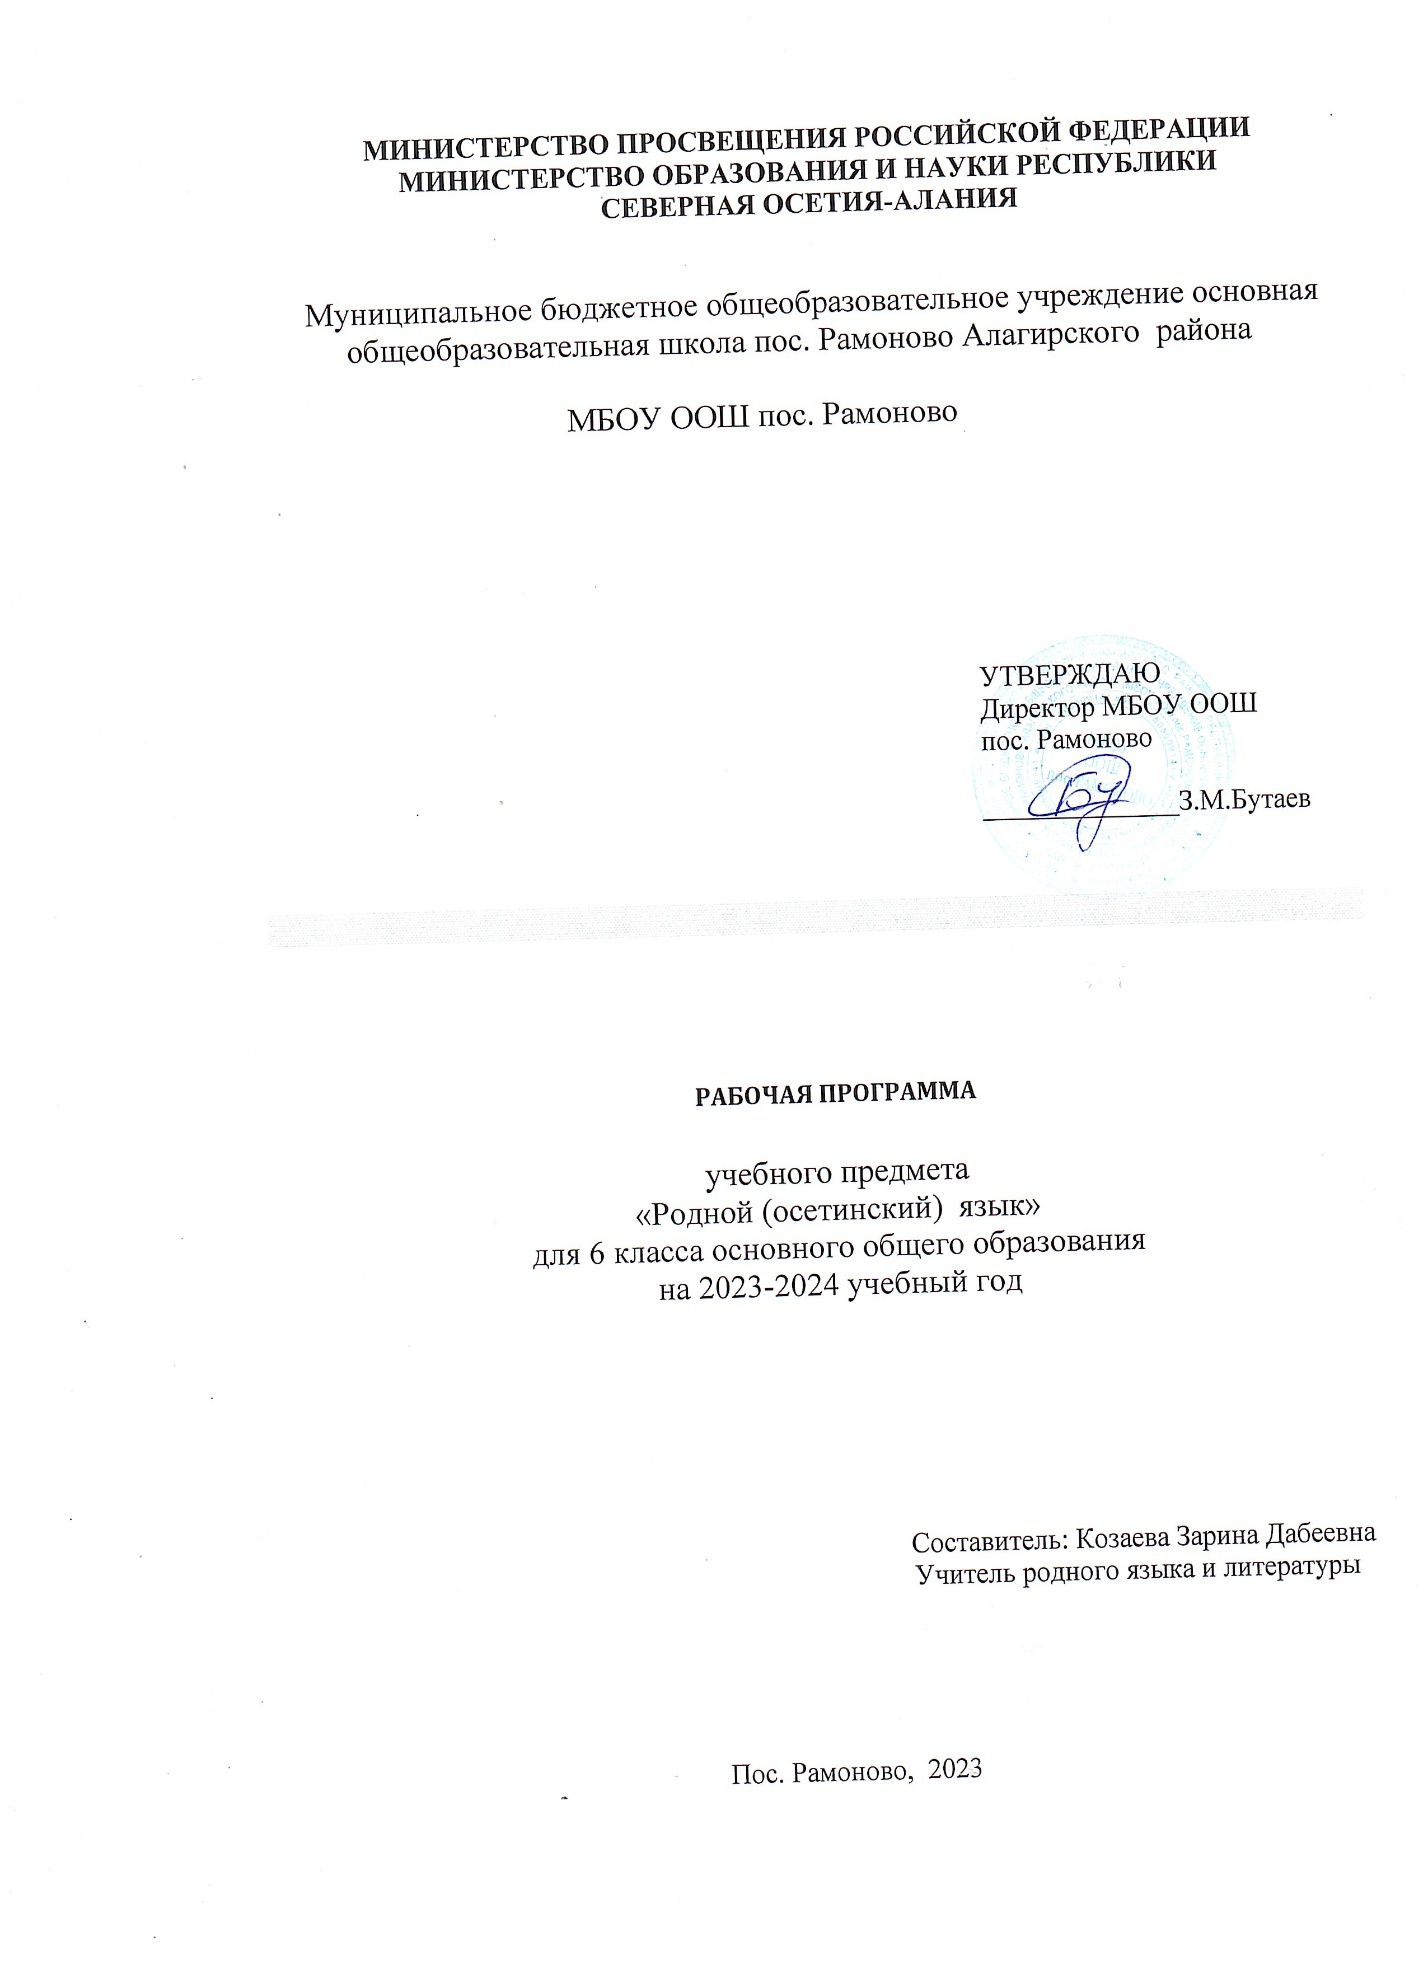 МИНИСТЕРСТВО ПРОСВЕЩЕНИЯ РОССИЙСКОЙ ФЕДЕРАЦИИ
МИНИСТЕРСТВО ОБРАЗОВАНИЯ И НАУКИ РЕСПУБЛИКИ
СЕВЕРНАЯ ОСЕТИЯ-АЛАНИЯ
Муниципальное бюджетное общеобразовательное учреждение основная
общеобразовательная школа пос. Рамоново Алагирского района
МБОУ ООШ пос. Рамоново
УТВЕРЖДАЮ
Директор МБОУ ООШ
пос. Рамоново
______________З.М.Бутаев
РАБОЧАЯ ПРОГРАММА
учебного предмета
«Родной (осетинский) язык»
для 6 класса основного общего образования
на 2023-2024 учебный год
Составитель: Козаева Зарина Дабеевна
Учитель родного языка и литературы
Пос. Рамоново, 2023